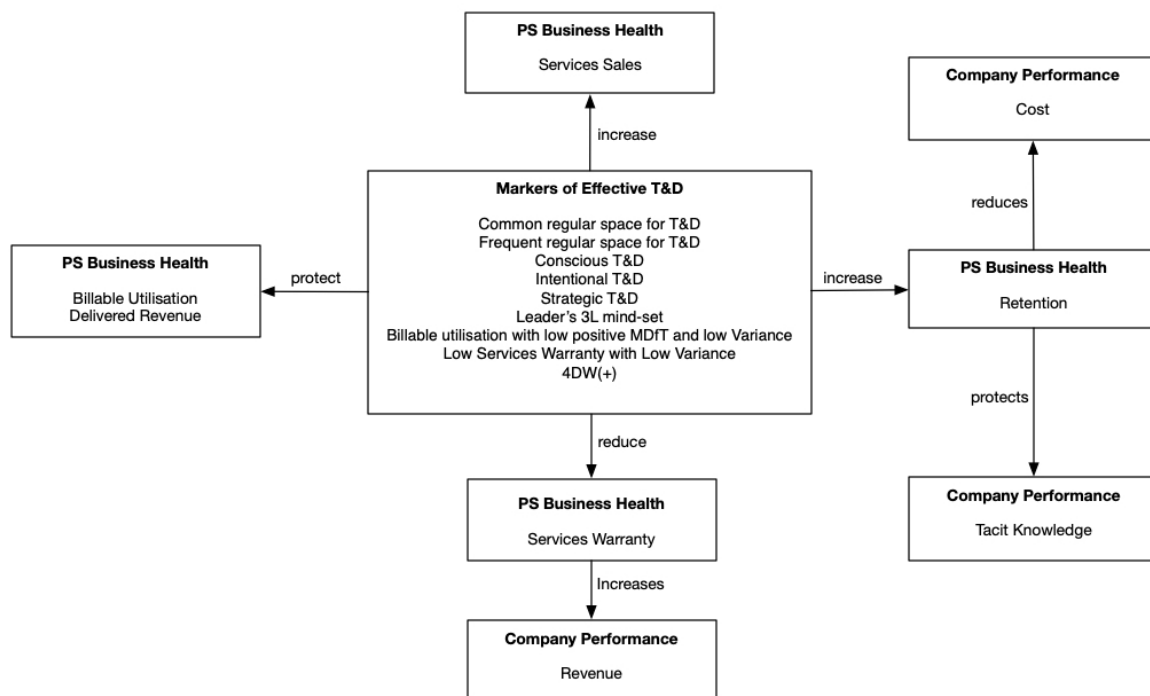 PS Business Health
Services Sales
Company Performance
Cost
increase
reduces
Markers of Effective T&D
Common regular space for T&D
Frequent regular space for T&D
Conscious T&D
Intentional T&D
Strategic T&D
Leader's 3L mind-set
Billable utilisation with low positive MDfT and low Variance
Low Services Warranty with Low Variance
4DW(+)
PS Business Health
Billable Utilisation
Delivered Revenue
protect
increase
PS Business Health
Retention
protects
reduce
PS Business Health
Services Warranty
Company Performance
Tacit Knowledge
Increases
Company Performance
Revenue